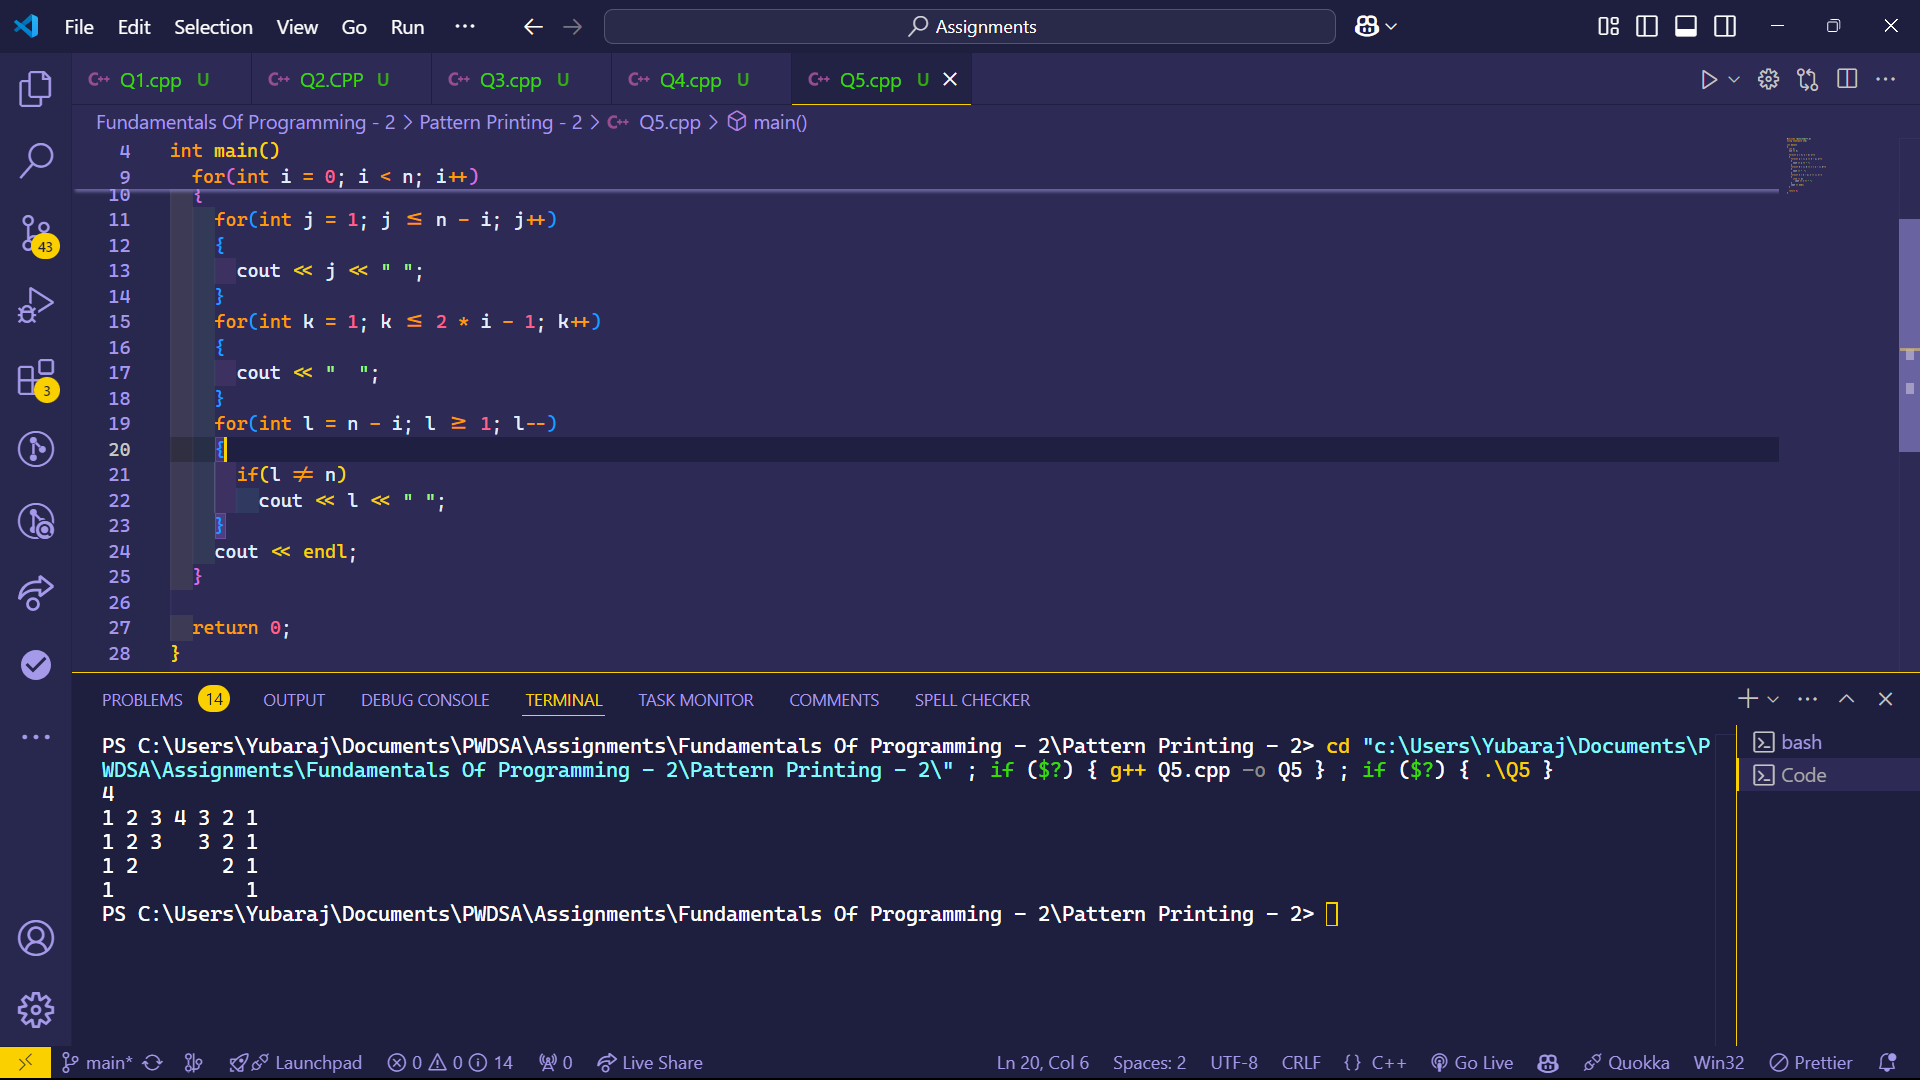 File Edit Selection View Go Run ··· Assignments
Q1.cpp U Q2.CPP U Q3.cpp U Q4.cpp U Q5.cpp U
Fundamentals Of Programming - 2 > Pattern Printing - 2 > Q5.cpp > main()
4 int main()
9 for(int i = 0; i < n; i++)
10 {
11 for(int j = 1; j ≤ n - i; j++)
12 {
13 cout << j << " ";
14 }
15 for(int k = 1; k ≤ 2 * i - 1; k++)
16 {
17 cout << "  ";
18 }
19 for(int l = n - i; l ≥ 1; l--)
20 {
21 if(l ≠ n)
22 cout << l << " ";
23 }
24 cout << endl;
25 }
26
27 return 0;
28 }
43
3
PROBLEMS 14 OUTPUT DEBUG CONSOLE TERMINAL TASK MONITOR COMMENTS SPELL CHECKER
PS C:\Users\Yubaraj\Documents\PWDSA\Assignments\Fundamentals Of Programming - 2\Pattern Printing - 2> cd "c:\Users\Yubaraj\Documents\P
WDSA\Assignments\Fundamentals Of Programming - 2\Pattern Printing - 2\" ; if ($?) { g++ Q5.cpp -o Q5 } ; if ($?) { .\Q5 }
4
1 2 3 4 3 2 1
1 2 3   3 2 1
1 2       2 1
1           1
PS C:\Users\Yubaraj\Documents\PWDSA\Assignments\Fundamentals Of Programming - 2\Pattern Printing - 2>
bash
Code
main* Launchpad 0 0 14 0 Live Share Ln 20, Col 6 Spaces: 2 UTF-8 CRLF {} C++ Go Live Quokka Win32 Prettier